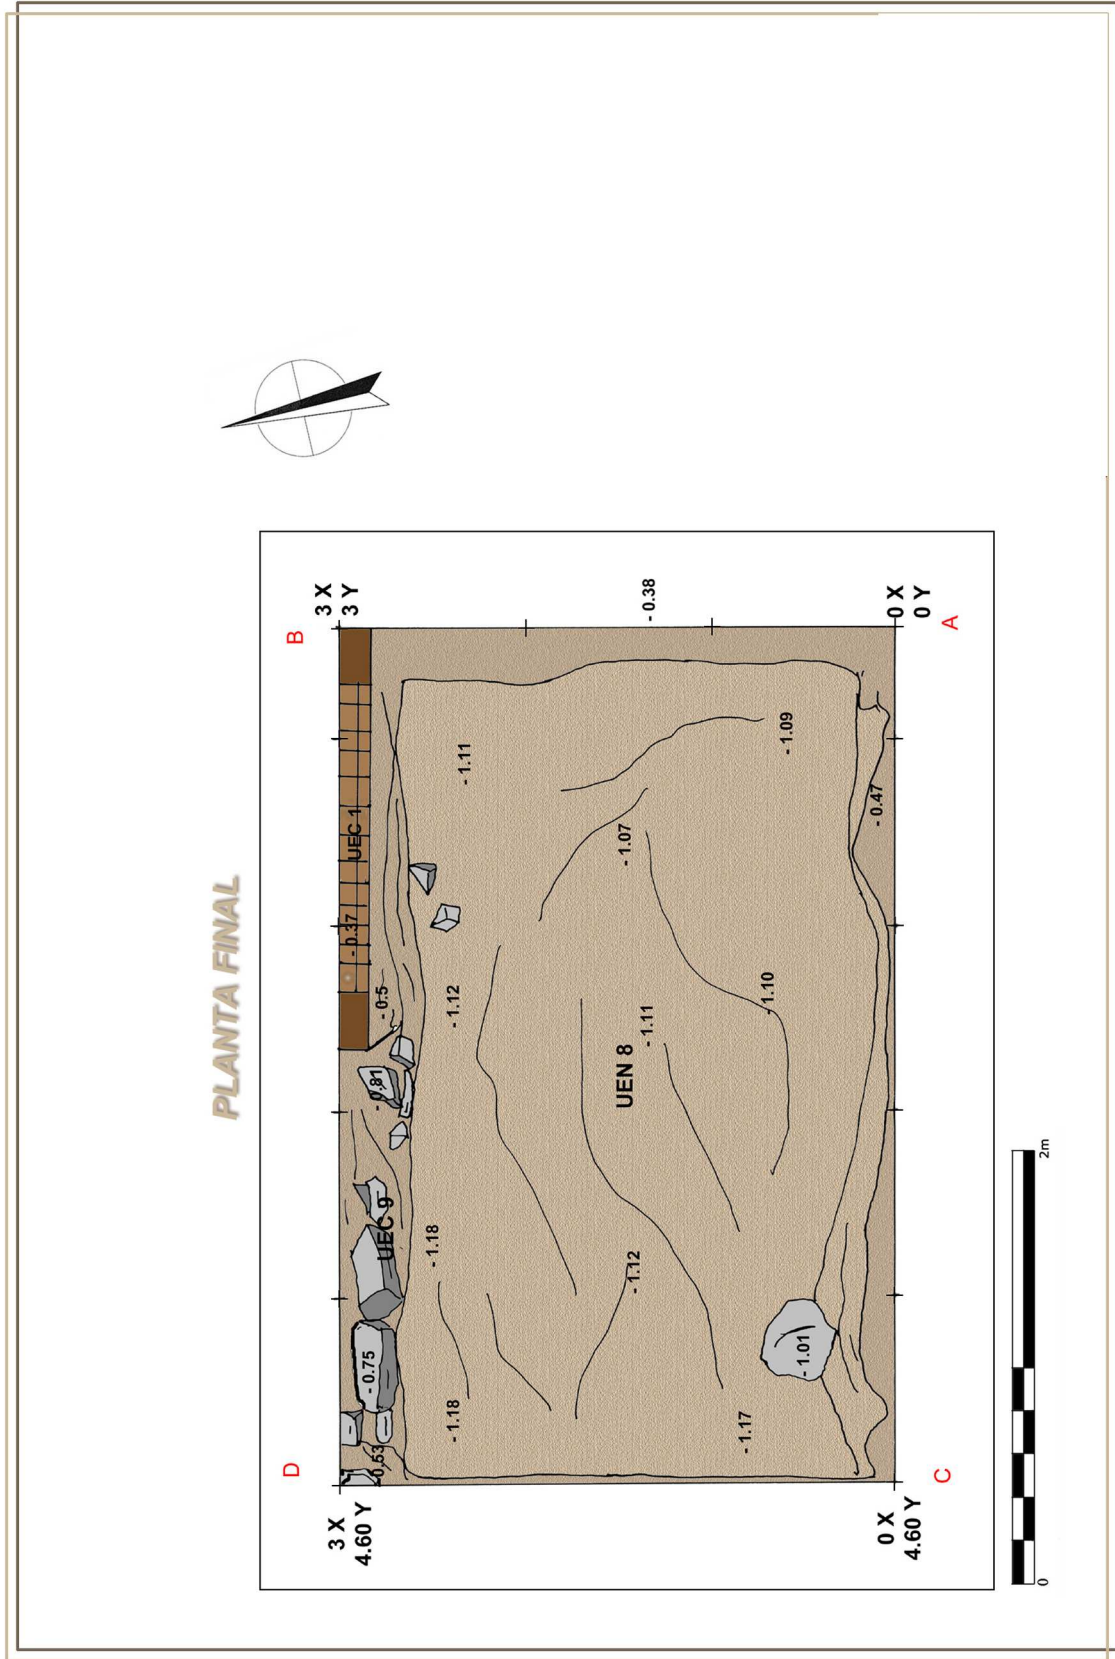 PLANTA FINAL
D
B
3 X
4.60 Y
3 X
3 Y
UEC 1
- 0.37
- 0.75
- 0.81
- 0.53
UEC 9
- 0.5
- 1.18
- 1.18
- 1.12
- 1.11
UEN 8
- 1.12
- 1.11
- 1.07
- 0.38
- 1.17
- 1.10
- 1.09
- 1.01
- 0.47
0 X
4.60 Y
0 X
0 Y
C
A
0
2m